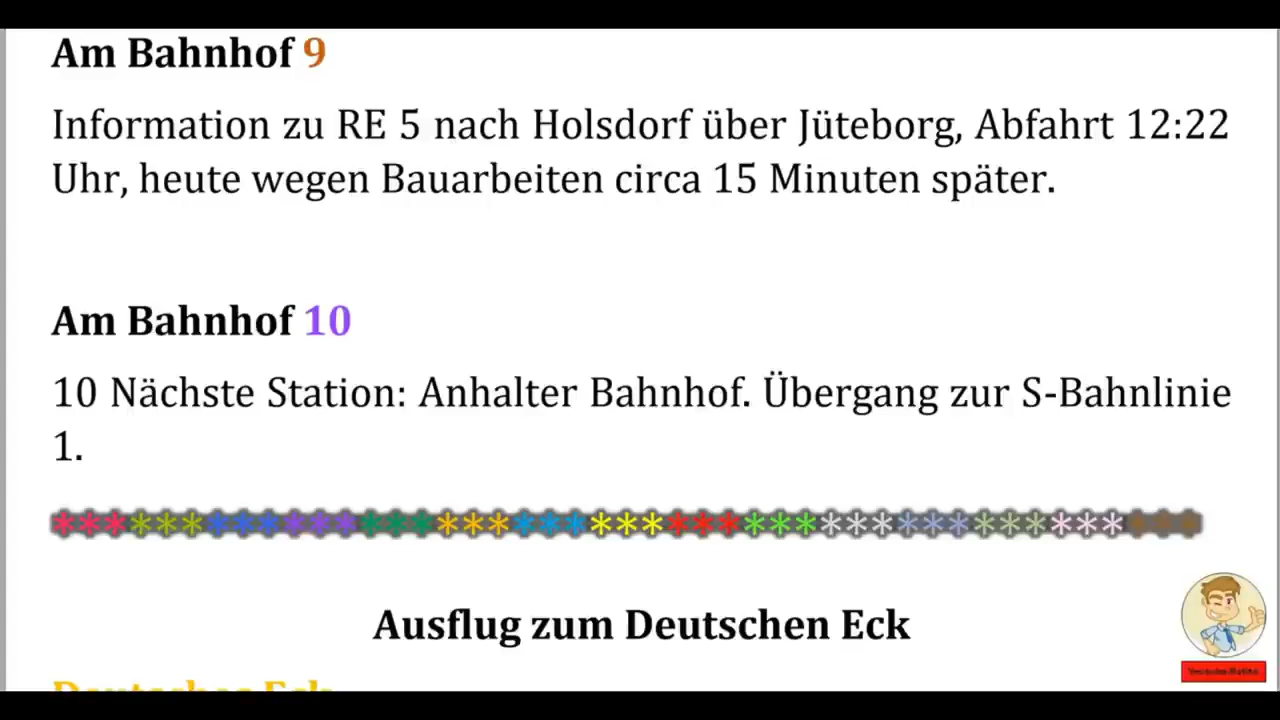 Am Bahnhof 9
Information zu RE 5 nach Holsdorf über Jüteborg, Abfahrt 12:22
Uhr, heute wegen Bauarbeiten circa 15 Minuten später.
Am Bahnhof 10
10 Nächste Station: Anhalter Bahnhof. Übergang zur S-Bahnlinie
1.
*********************************************
Ausflug zum Deutschen Eck
Deutsches Eck